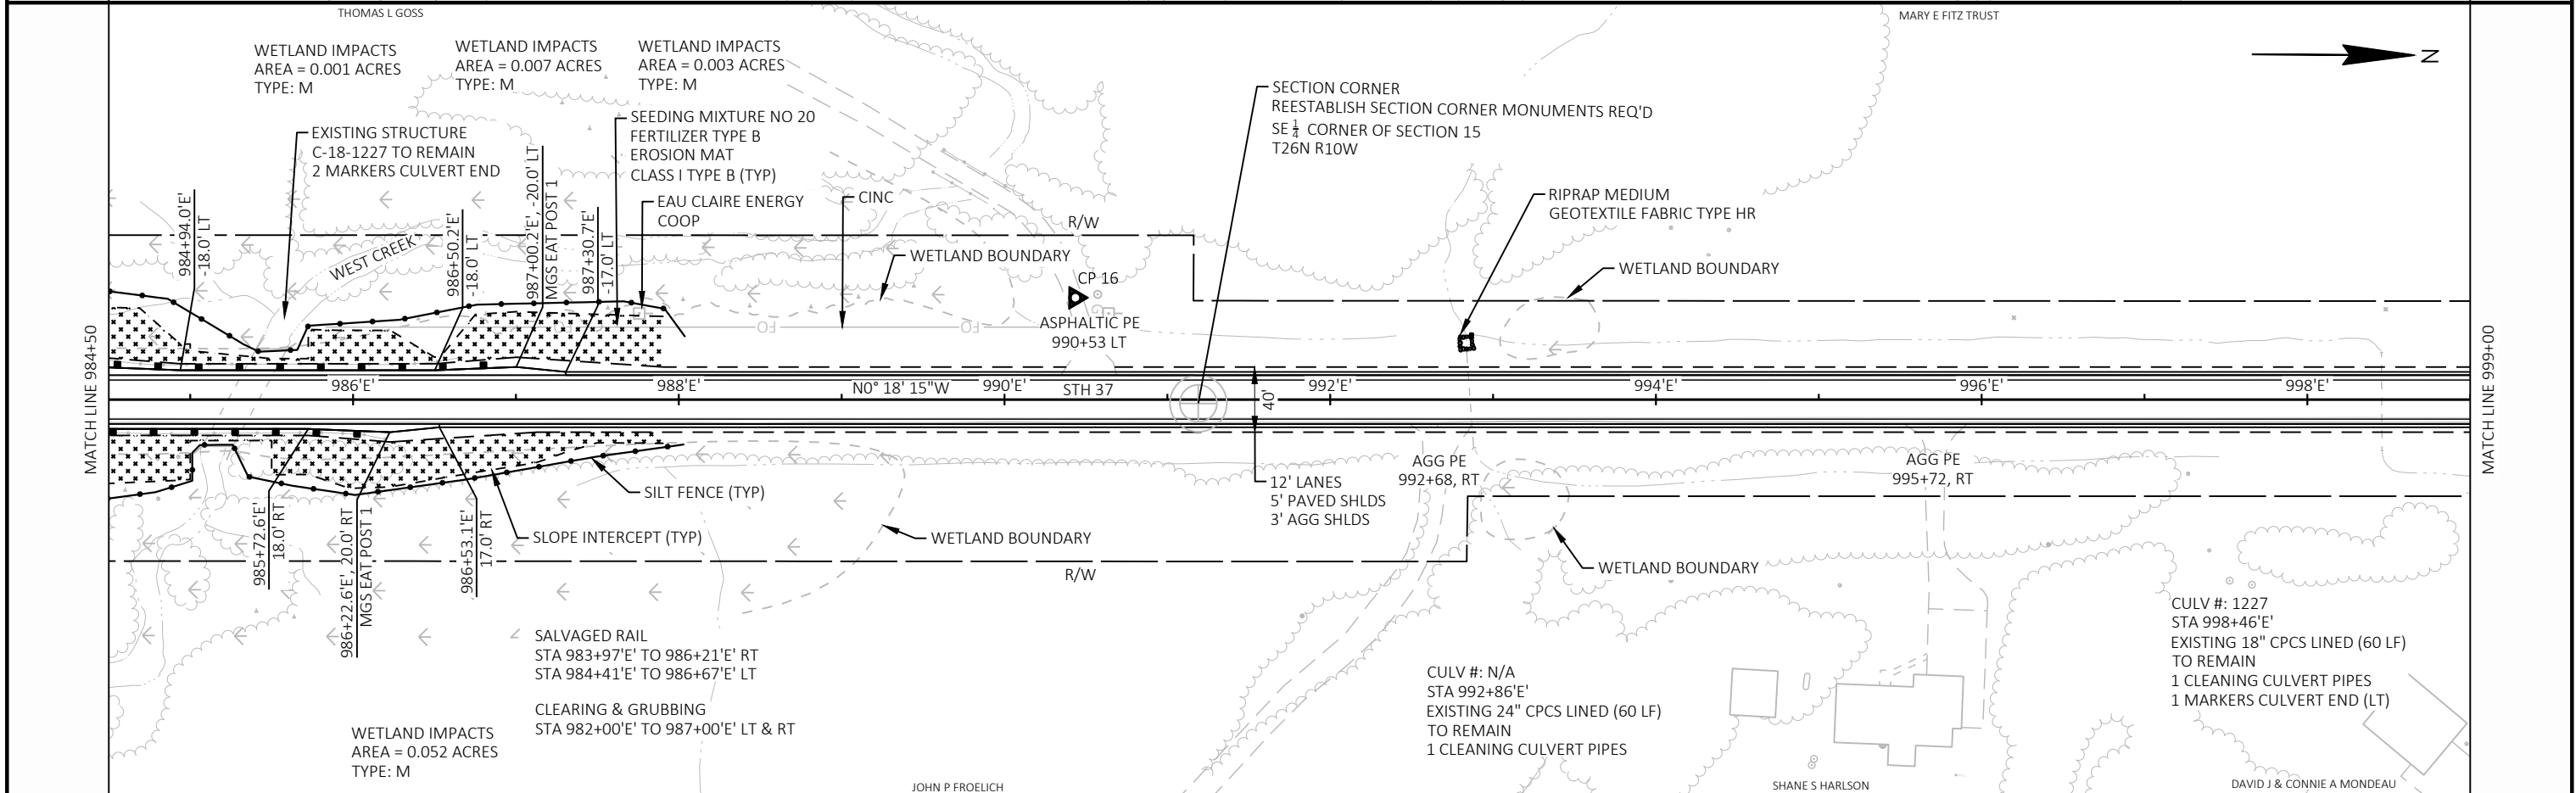 THOMAS L GOSS
MARY E FITZ TRUST
WETLAND IMPACTS
AREA = 0.001 ACRES
TYPE: M
WETLAND IMPACTS
AREA = 0.007 ACRES
TYPE: M
WETLAND IMPACTS
AREA = 0.003 ACRES
TYPE: M
N
SECTION CORNER
REESTABLISH SECTION CORNER MONUMENTS REQ'D
SE 1/4 CORNER OF SECTION 15
T26N R10W
EXISTING STRUCTURE
C-18-1227 TO REMAIN
2 MARKERS CULVERT END
SEEDING MIXTURE NO 20
FERTILIZER TYPE B
EROSION MAT
CLASS I TYPE B (TYP)
EAU CLAIRE ENERGY
COOP
CINC
R/W
RIPRAP MEDIUM
GEOTEXTILE FABRIC TYPE HR
984+94.0'E'
-18.0' LT
WEST CREEK
986+50.2'E'
-18.0' LT
987+00.2'E', -20.0' LT
MGS EAT POST 1
987+30.7'E'
-17.0' LT
WETLAND BOUNDARY
WETLAND BOUNDARY
CP 16
FO
FO
ASPHALTIC PE
990+53 LT
MATCH LINE 984+50
MATCH LINE 999+00
986'E'
988'E'
N0° 18' 15"W
990'E'
STH 37
992'E'
994'E'
996'E'
998'E'
40'
12' LANES
5' PAVED SHLDS
3' AGG SHLDS
AGG PE
992+68, RT
AGG PE
995+72, RT
SILT FENCE (TYP)
SLOPE INTERCEPT (TYP)
WETLAND BOUNDARY
WETLAND BOUNDARY
R/W
985+72.6'E'
18.0' RT
986+22.6'E', 20.0' RT
MGS EAT POST 1
986+53.1'E'
17.0' RT
SALVAGED RAIL
STA 983+97'E' TO 986+21'E' RT
STA 984+41'E' TO 986+67'E' LT
CLEARING & GRUBBING
STA 982+00'E' TO 987+00'E' LT & RT
WETLAND IMPACTS
AREA = 0.052 ACRES
TYPE: M
CULV #: N/A
STA 992+86'E'
EXISTING 24" CPCS LINED (60 LF)
TO REMAIN
1 CLEANING CULVERT PIPES
CULV #: 1227
STA 998+46'E'
EXISTING 18" CPCS LINED (60 LF)
TO REMAIN
1 CLEANING CULVERT PIPES
1 MARKERS CULVERT END (LT)
JOHN P FROELICH
SHANE S HARLSON
DAVID J & CONNIE A MONDEAU